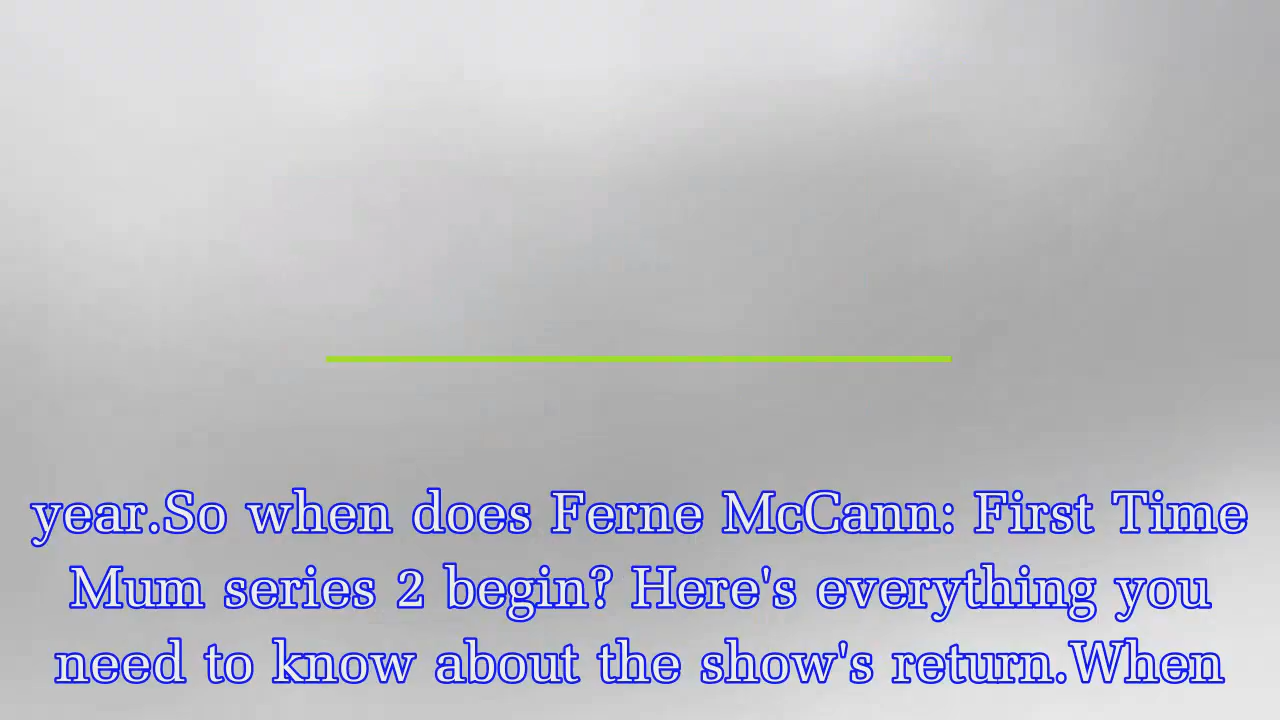 year.So when does Ferne McCann: First Time
Mum series 2 begin? Here's everything you
need to know about the show's return.When